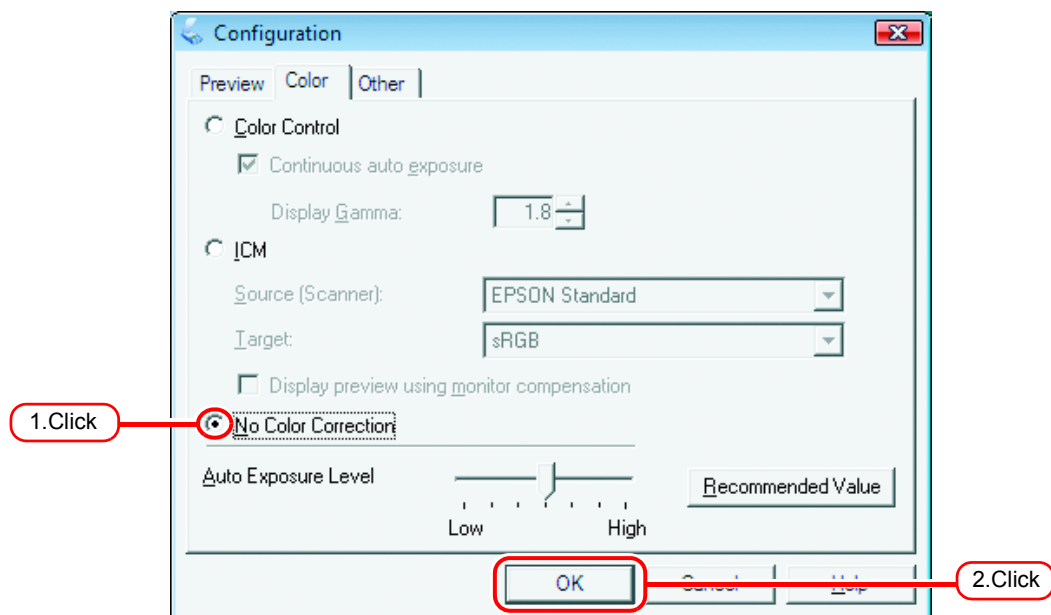 Configuration
Preview Color Other
Color Control
Continuous auto exposure
Display Gamma: 1.8
ICM
Source (Scanner): EPSON Standard
Target: sRGB
Display preview using monitor compensation
1.Click
No Color Correction
Auto Exposure Level
Recommended Value
Low High
OK Cancel Help
2.Click